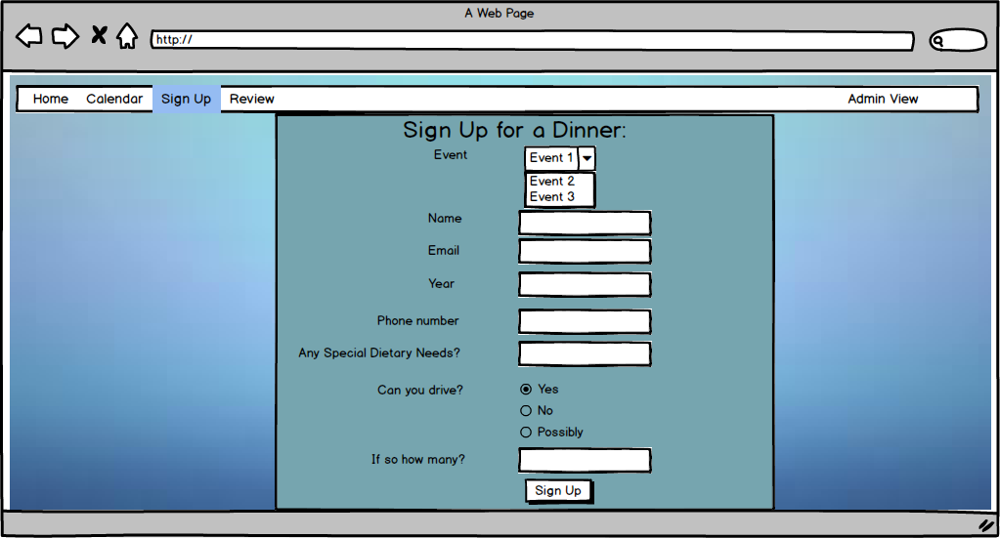 A Web Page
http://
Home Calendar Sign Up Review Admin View
Sign Up for a Dinner:
Event Event 1
Event 2
Event 3
Name
Email
Year
Phone number
Any Special Dietary Needs?
Can you drive? Yes
No
Possibly
If so how many?
Sign Up